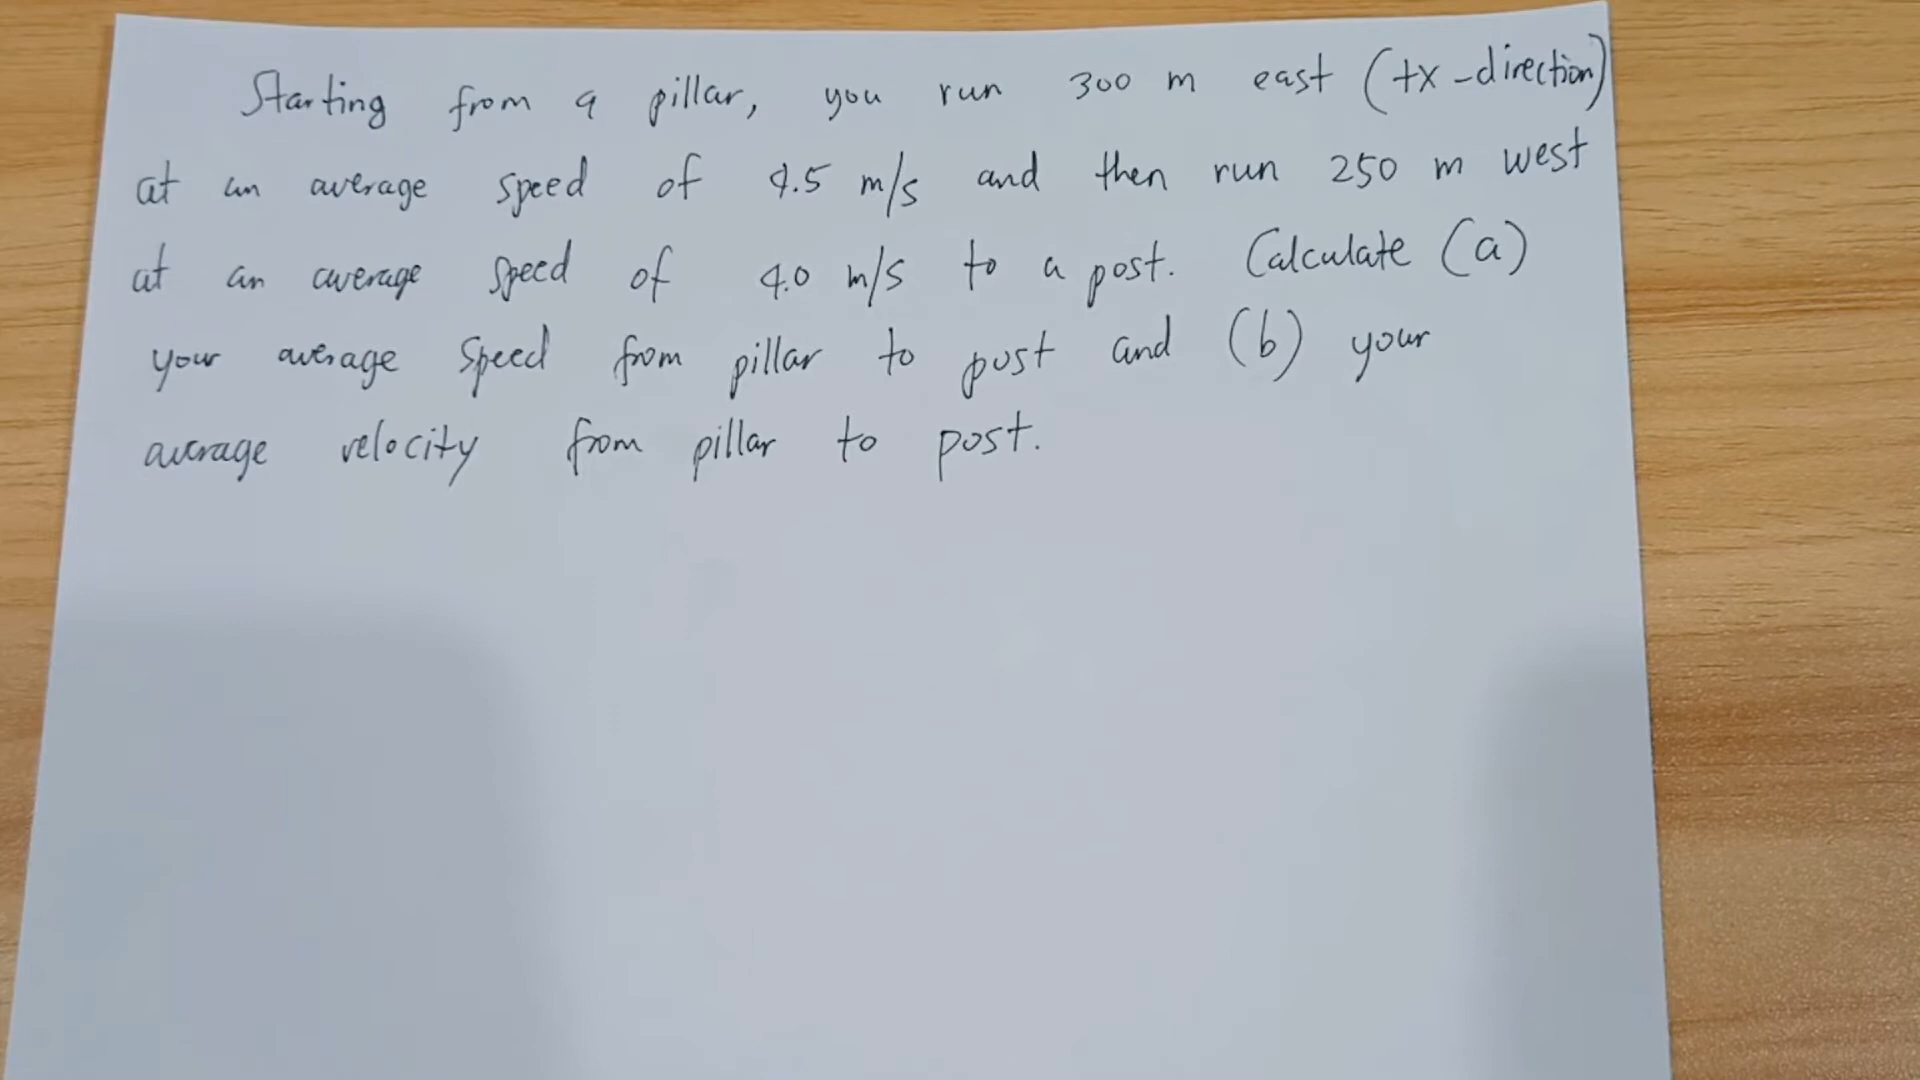 Starting from a pillar, you run 300 m east (+x-direction)
at an average speed of 4.5 m/s and then run 250 m west
at an average speed of 4.0 m/s to a post. Calculate (a)
your average speed from pillar to post and (b) your
average velocity from pillar to post.